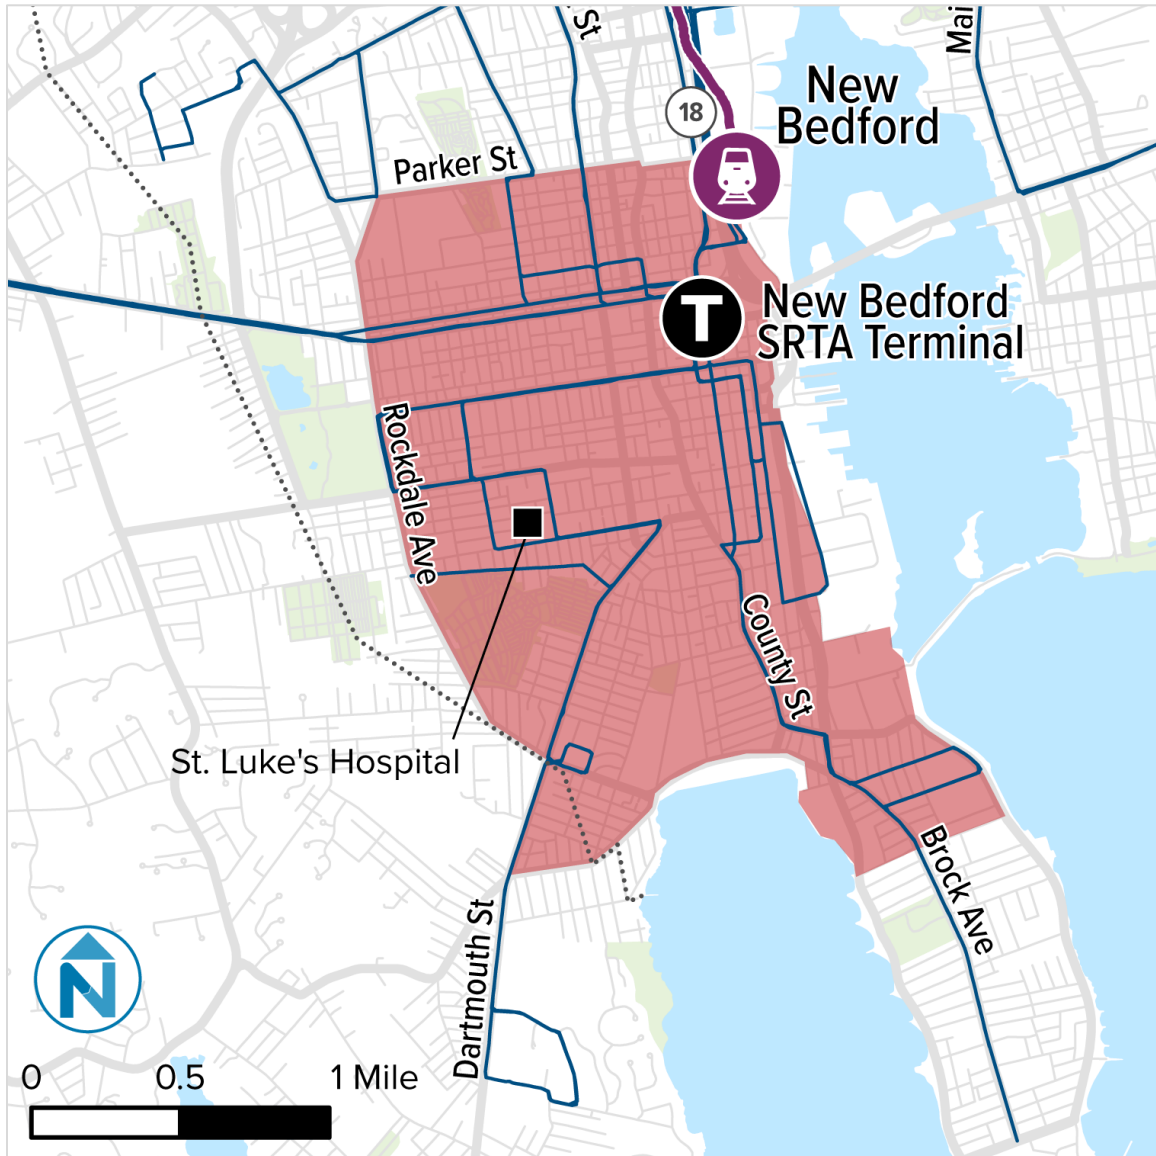 St
Mai
18
New
Bedford
Parker St
T
New Bedford
SRTA Terminal
Rockdale Ave
County St
St. Luke's Hospital
Brock Ave
Dartmouth St
N
0 0.5 1 Mile